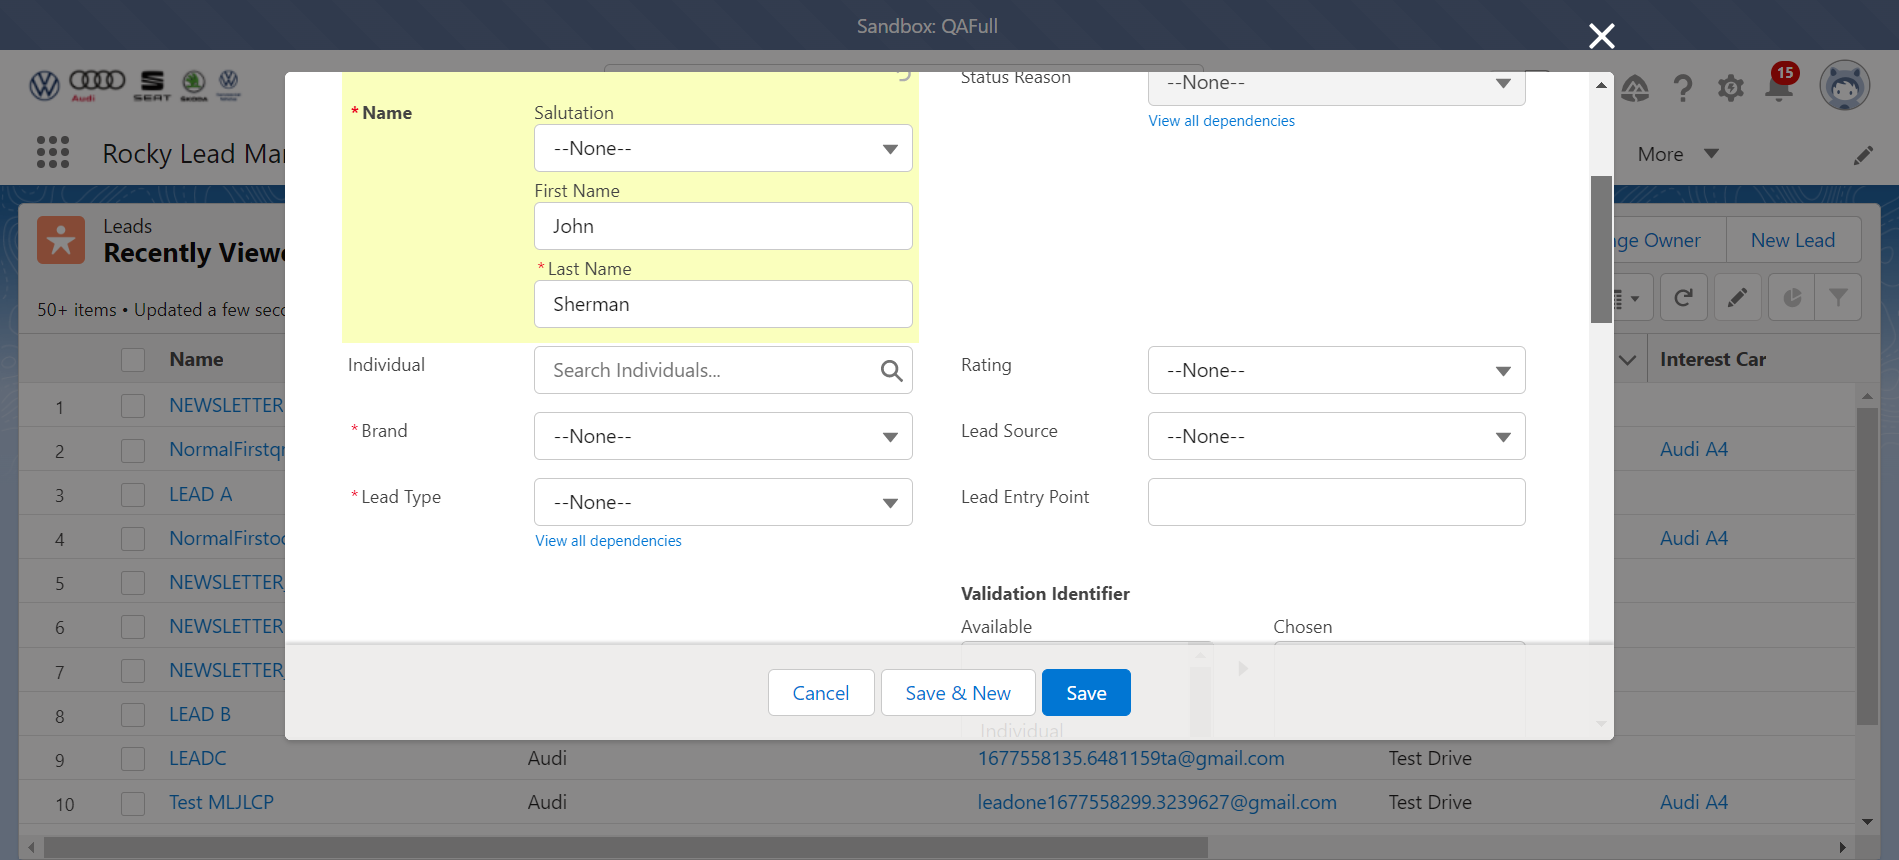 Sandbox: QAFull
Audi
SEAT
15
Rocky Lead Ma
More
Leads
Recently View
50+ items • Updated a few sec
ge Owner
New Lead
Status Reason
--None--
View all dependencies
* Name
Salutation
--None--
First Name
John
* Last Name
Sherman
Individual
Search Individuals...
Rating
--None--
* Brand
--None--
Lead Source
--None--
* Lead Type
--None--
View all dependencies
Lead Entry Point
Validation Identifier
Available
Chosen
Individual
Cancel
Save & New
Save
Name
Interest Car
1
NEWSLETTER
2
NormalFirstq
Audi A4
3
LEAD A
4
NormalFirsto
Audi A4
5
NEWSLETTER
6
NEWSLETTER
7
NEWSLETTER
8
LEAD B
9
LEADC
Audi
1677558135.6481159ta@gmail.com
Test Drive
10
Test MLJLCP
Audi
leadone1677558299.3239627@gmail.com
Test Drive
Audi A4